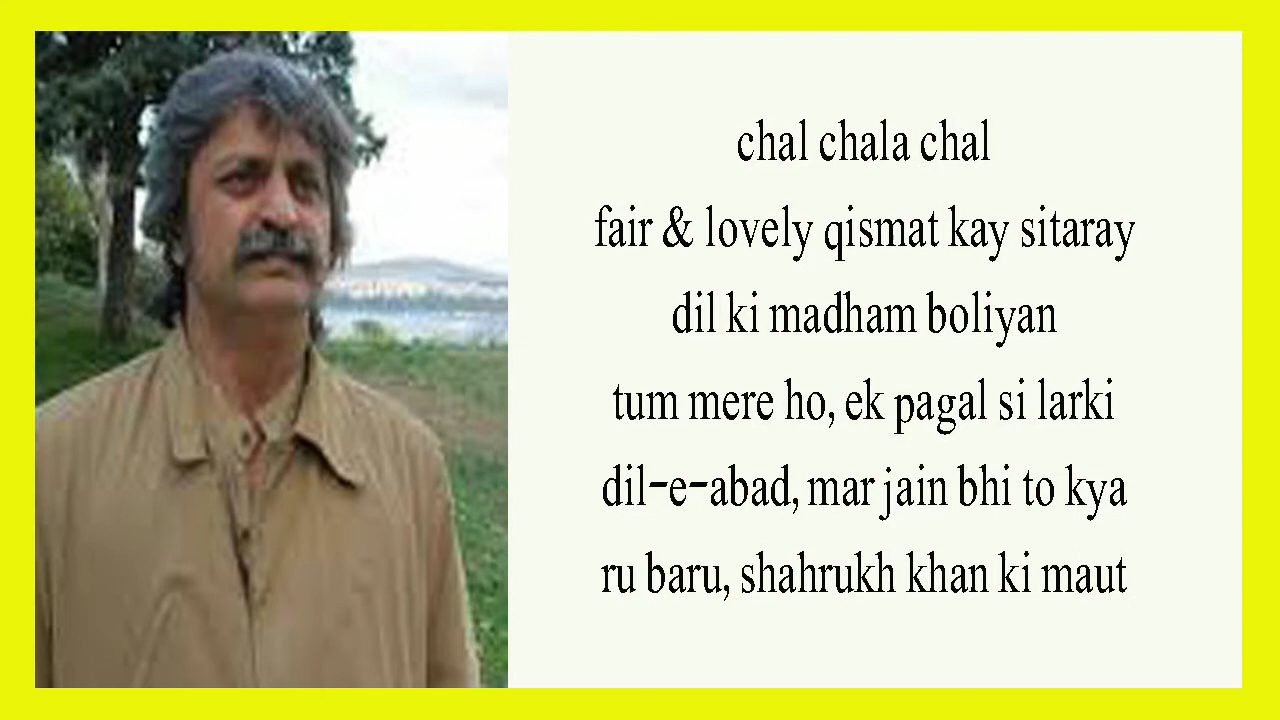 chal chala chal
fair & lovely qismat kay sitaray
dil ki madham boliyan
tum mere ho, ek pagal si larki
dil-e-abad, mar jain bhi to kya
ru baru, shahrukh khan ki maut